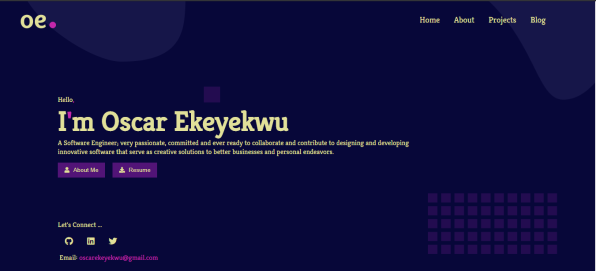 oe.
Home About Projects Blog
Hello,
I'm Oscar Ekeyekwu
A Software Engineer, very passionate, committed and ever ready to collaborate and contribute to designing and developing
innovative software that serve as creative solutions to better businesses and personal endeavors.
About Me Resume
Let's Connect ...
Email: oscarekeyekwu@gmail.com